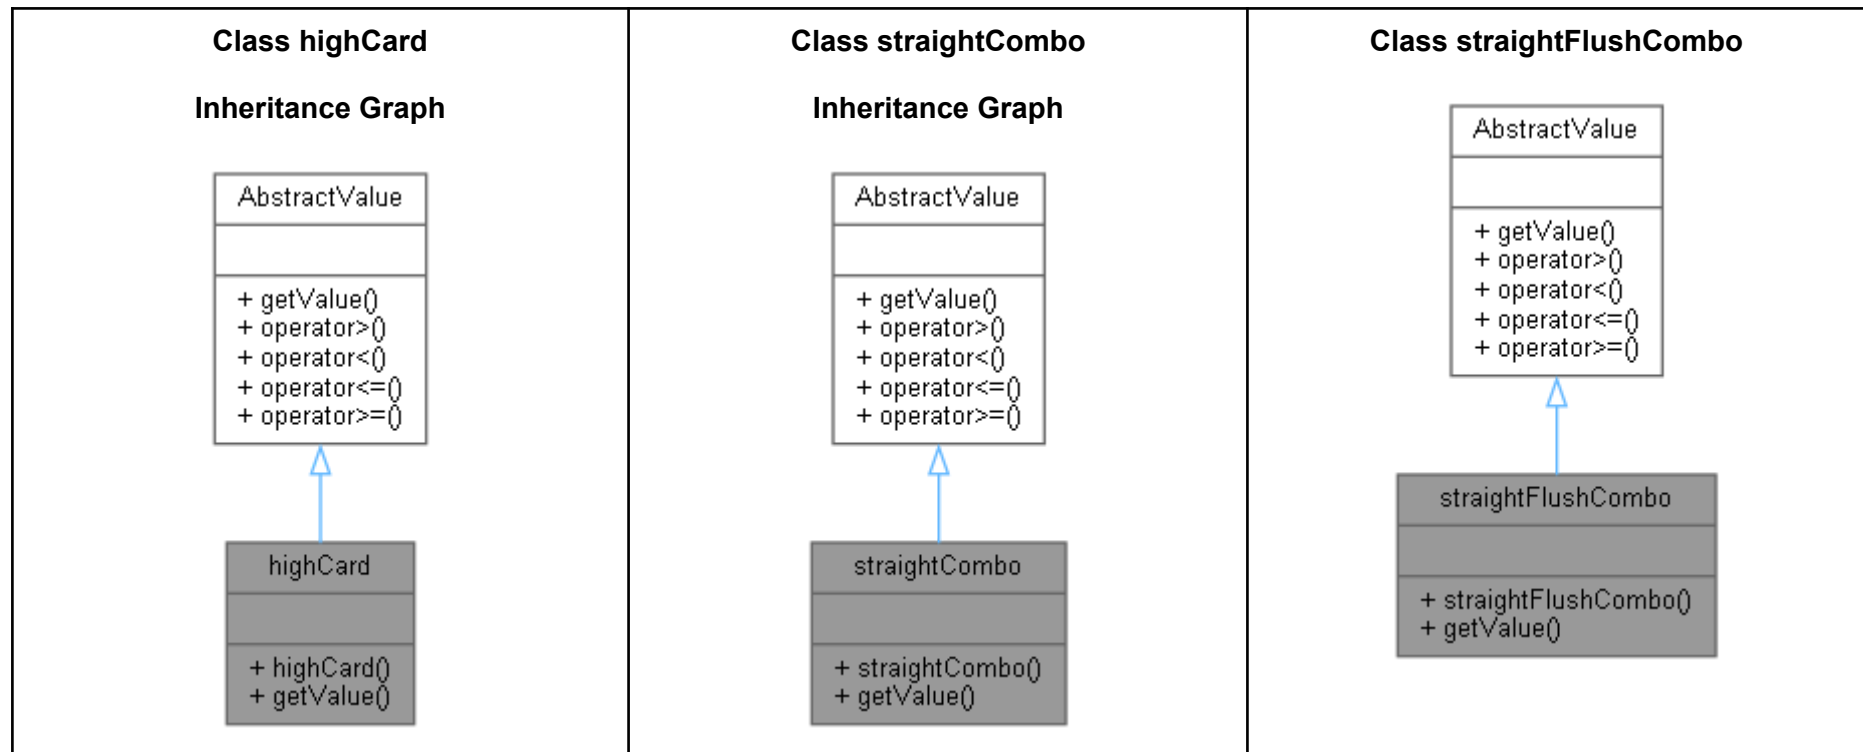 Class highCard
Inheritance Graph
AbstractValue
+ getValue()
+ operator>()
+ operator<()
+ operator<=()
+ operator>=()
highCard
+ highCard()
+ getValue()
Class straightCombo
Inheritance Graph
AbstractValue
+ getValue()
+ operator>()
+ operator<()
+ operator<=()
+ operator>=()
straightCombo
+ straightCombo()
+ getValue()
Class straightFlushCombo
AbstractValue
+ getValue()
+ operator>()
+ operator<()
+ operator<=()
+ operator>=()
straightFlushCombo
+ straightFlushCombo()
+ getValue()